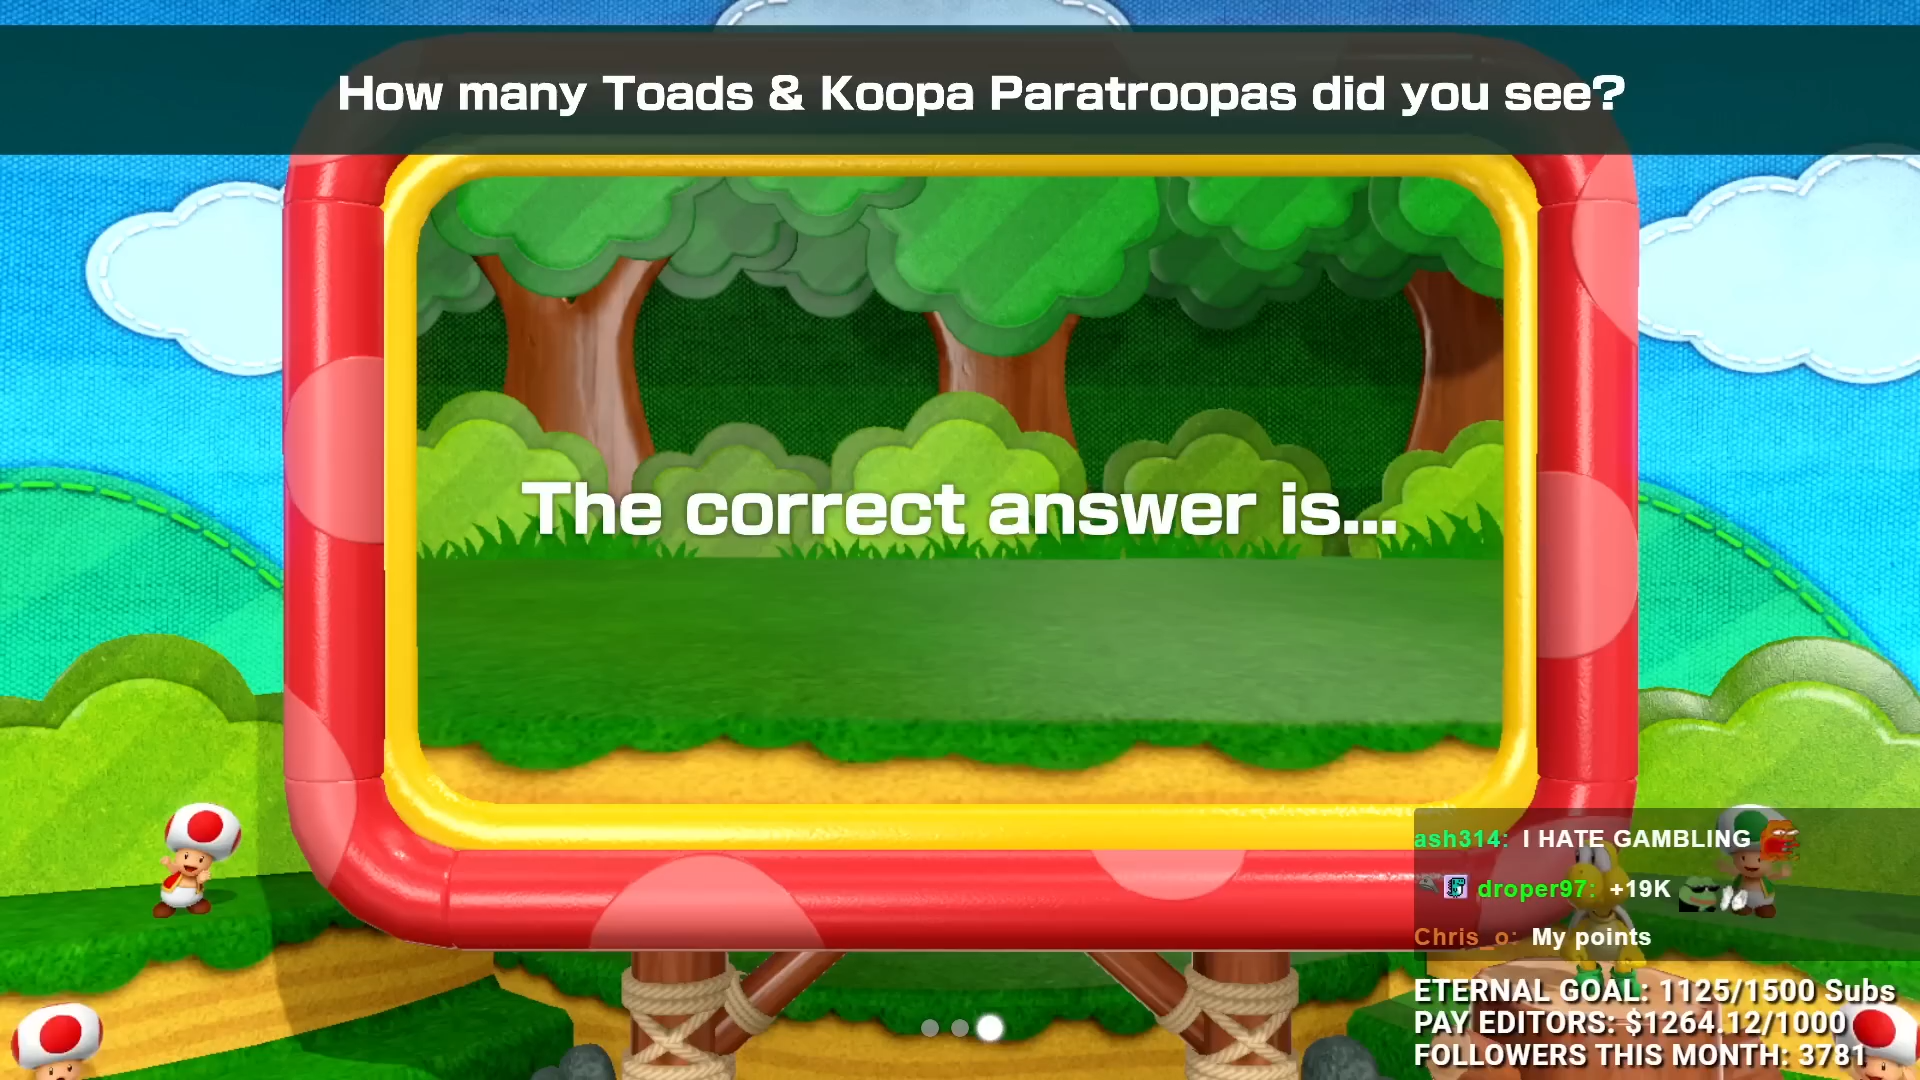 How many Toads & Koopa Paratroopas did you see?
The correct answer is...
ash314: I HATE GAMBLING
droper97: +19K
Chris_o: My points
ETERNAL GOAL: 1125/1500 Subs
PAY EDITORS: $1264.12/1000
FOLLOWERS THIS MONTH: 3781